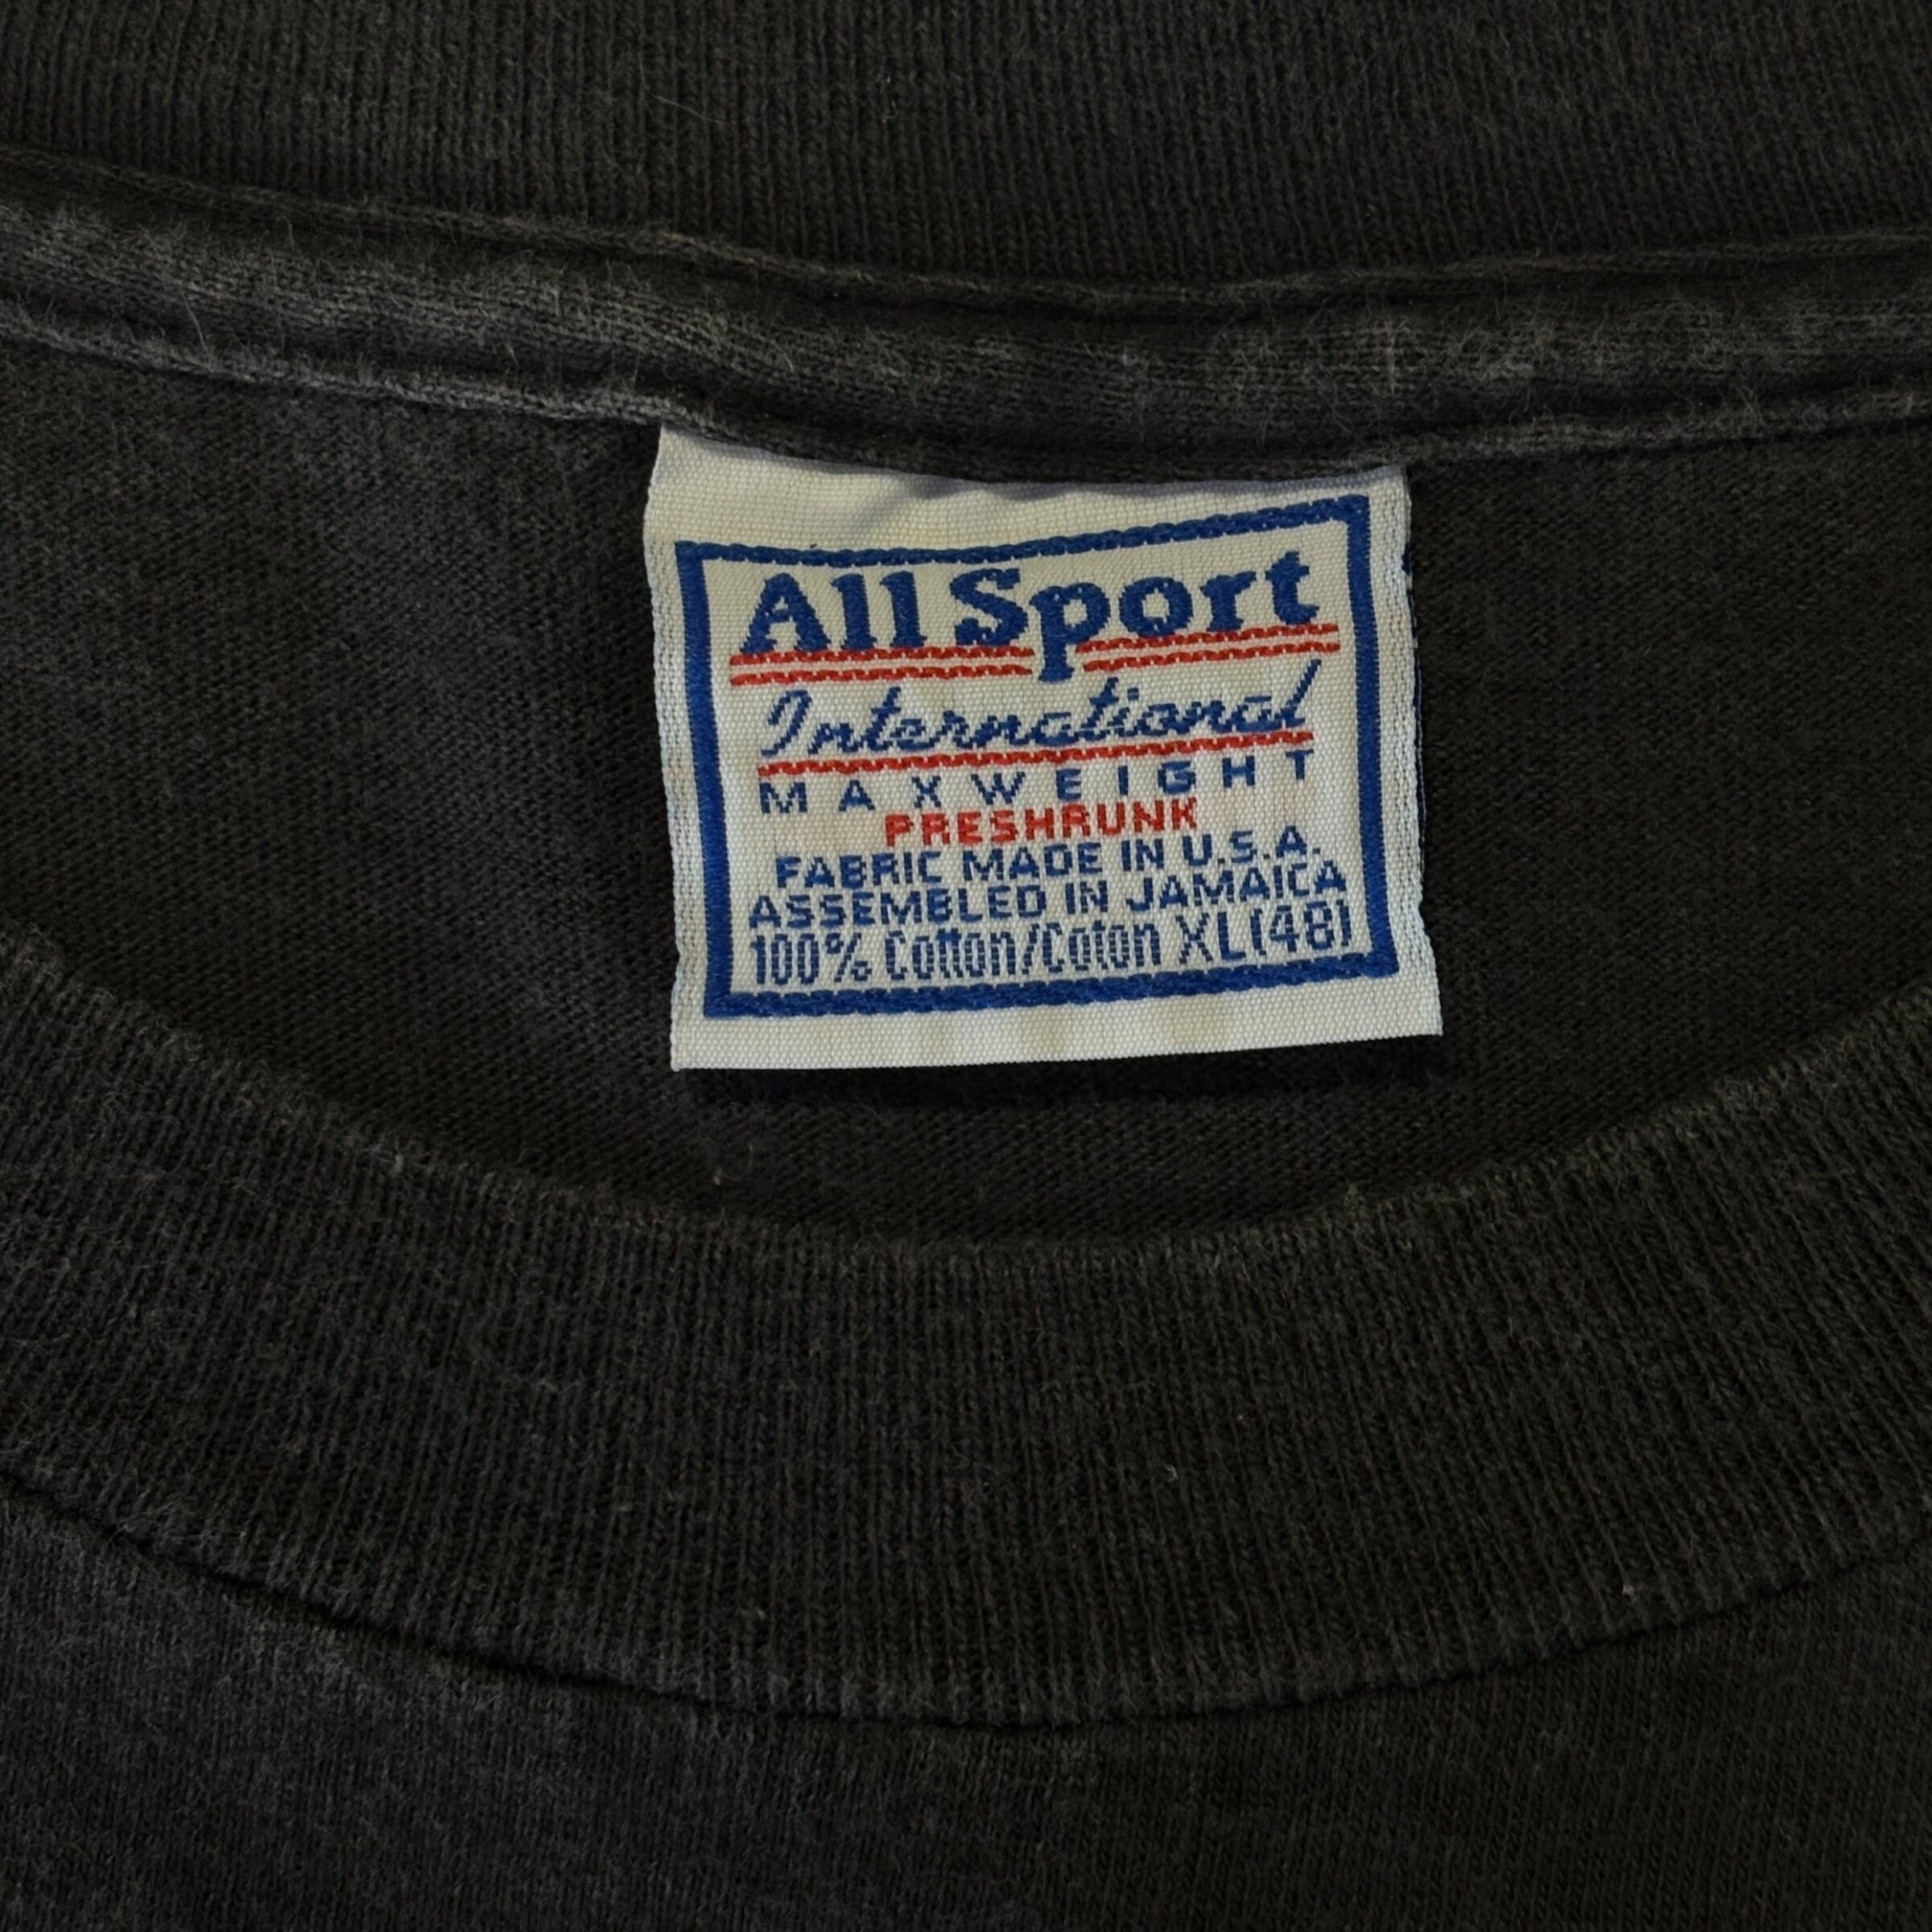 All Sport
International
MAXWEIGHT
PRESHRUNK
FABRIC MADE IN U.S.A.
ASSEMBLED IN JAMAICA
100% Cotton/Coton XL(48)